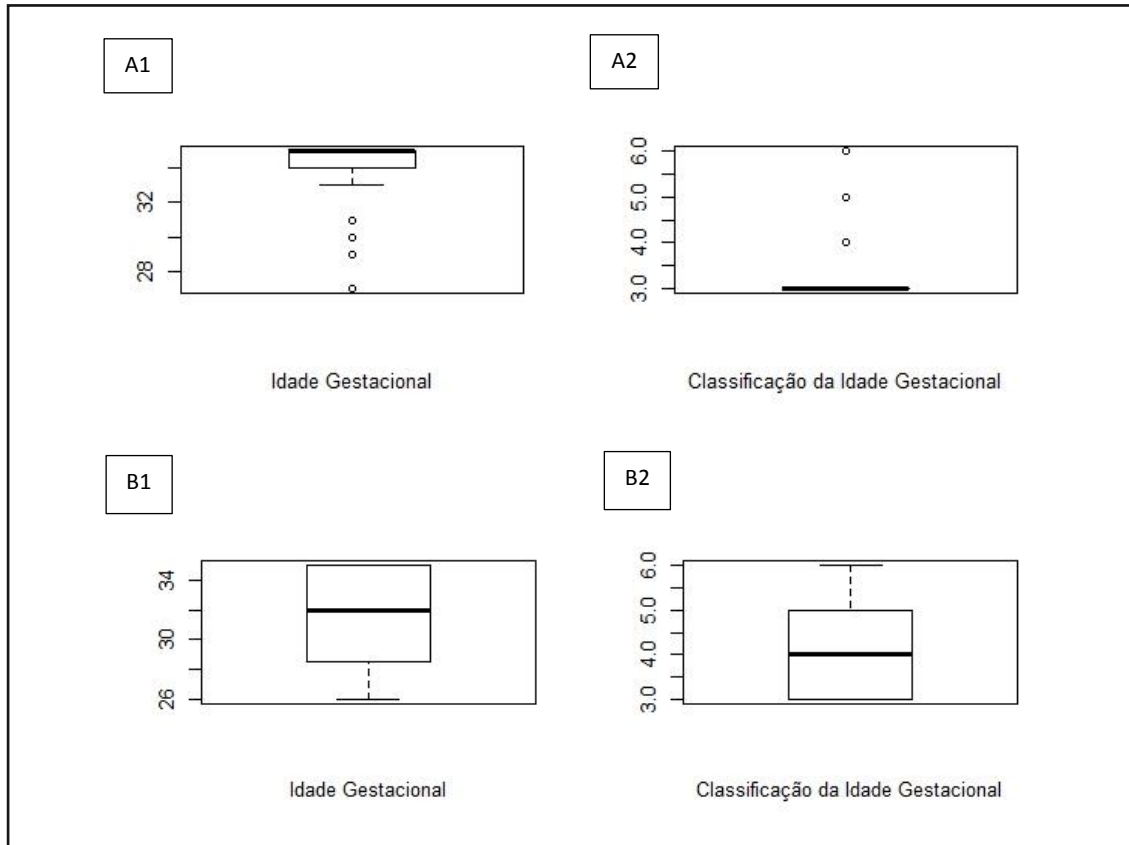 A1
A2
32
28
Idade Gestacional
6.0
5.0
4.0
3.0
Classificação da Idade Gestacional
B1
B2
34
30
26
Idade Gestacional
6.0
5.0
4.0
3.0
Classificação da Idade Gestacional